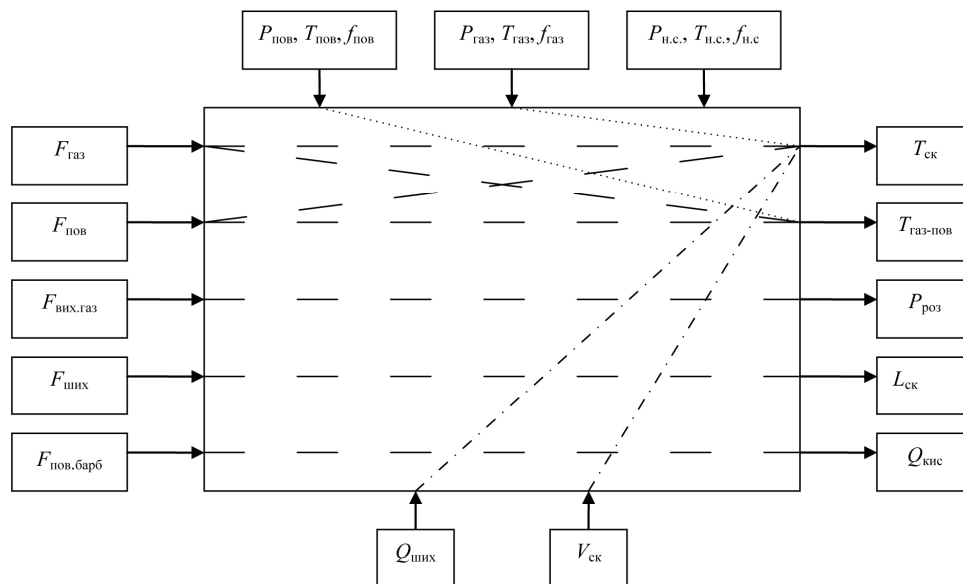 Pпов, Tпов, fпов
Pгаз, Tгаз, fгаз
Pн.с., Tн.с., fн.с
Fгаз
Tск
Fпов
Tгаз-пов
Fвих.газ
Pроз
Fших
Lск
Fпов.барб
Qкис
Qших
Vск